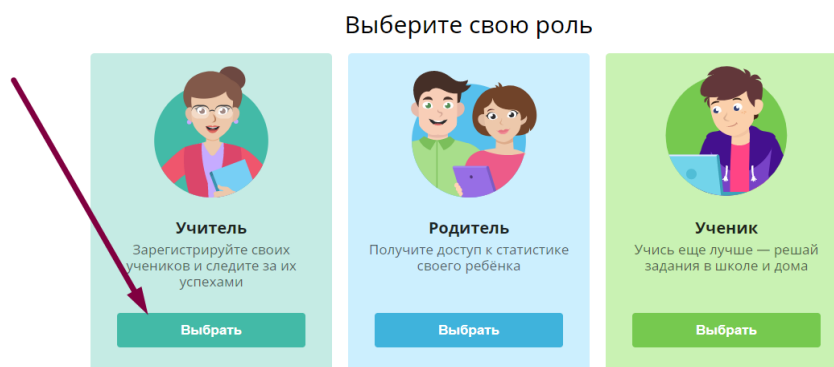 Выберите свою роль
Учитель
Зарегистрируйте своих
учеников и следите за их
успехами
Выбрать
Родитель
Получите доступ к статистике
своего ребёнка
Выбрать
Ученик
Учись еще лучше — решай
задания в школе и дома
Выбрать